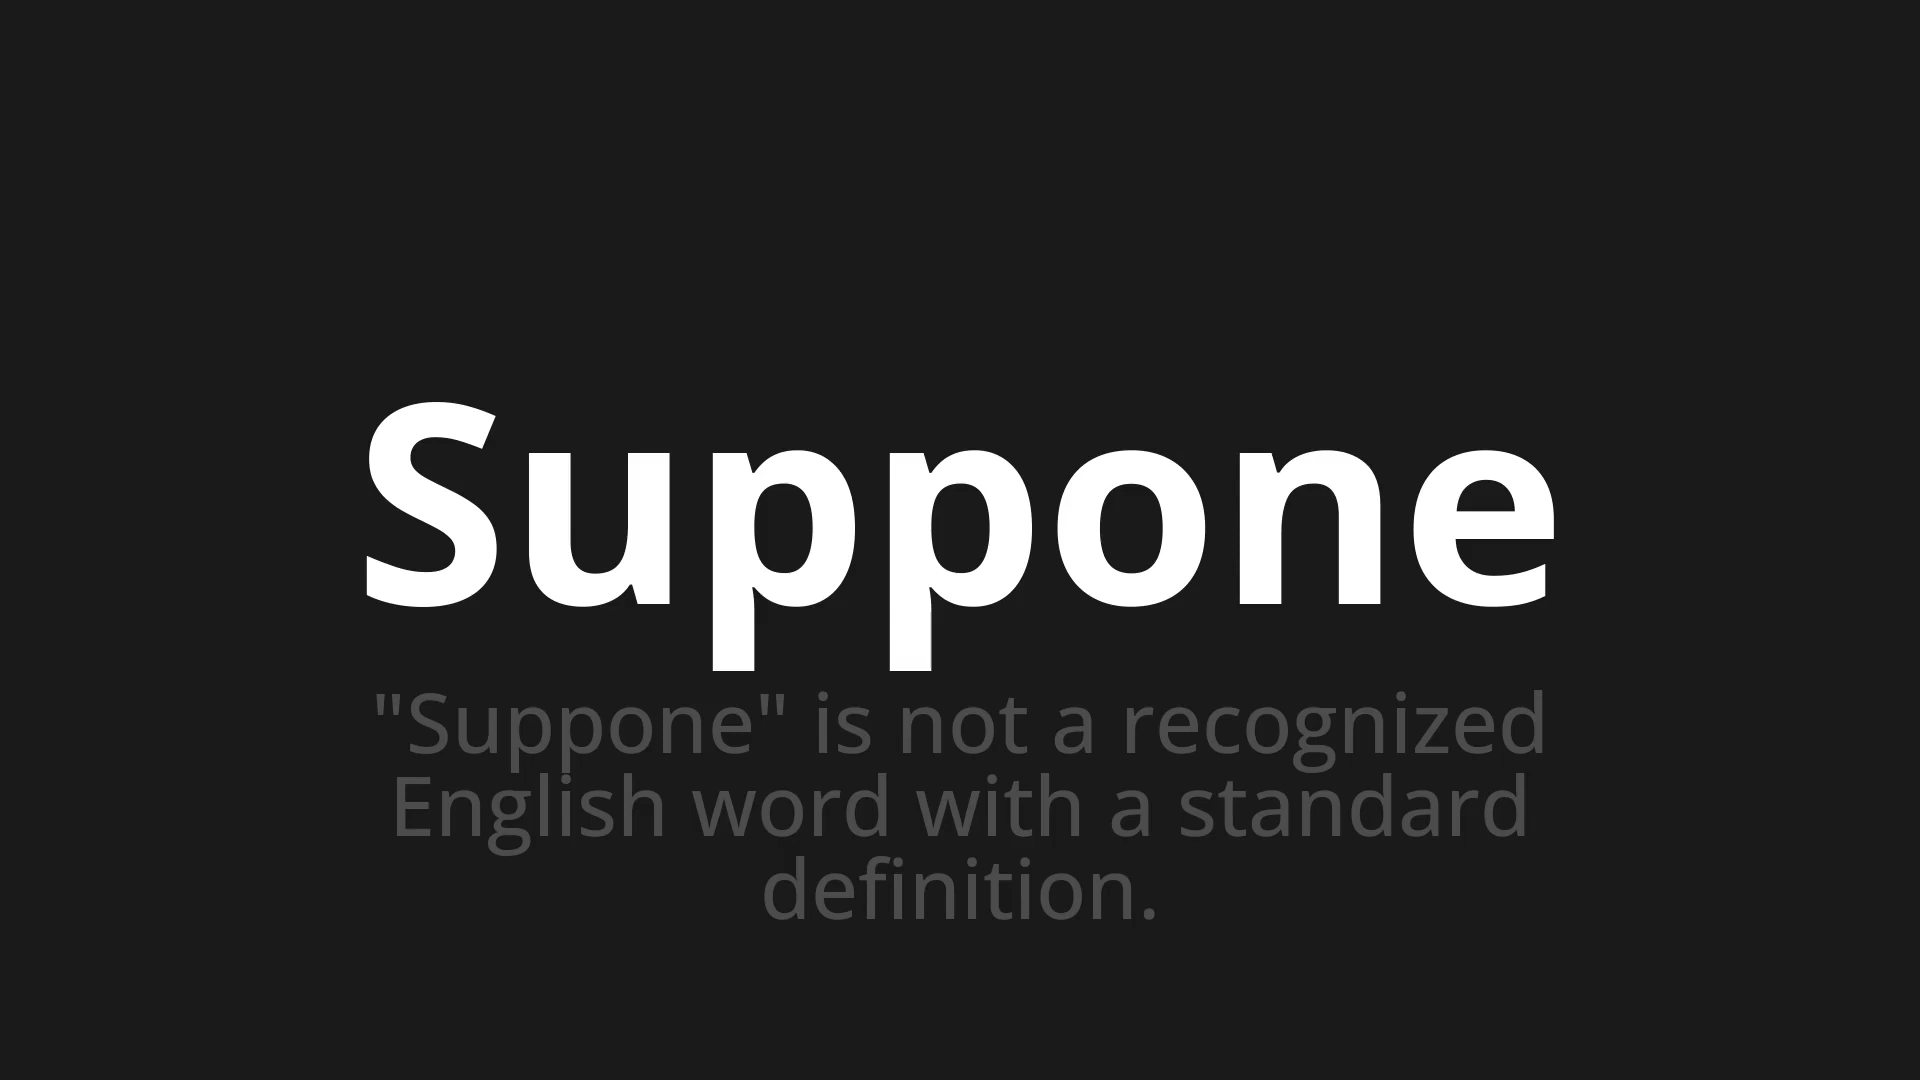 Suppone
"Suppone" is not a recognized
English word with a standard
definition.